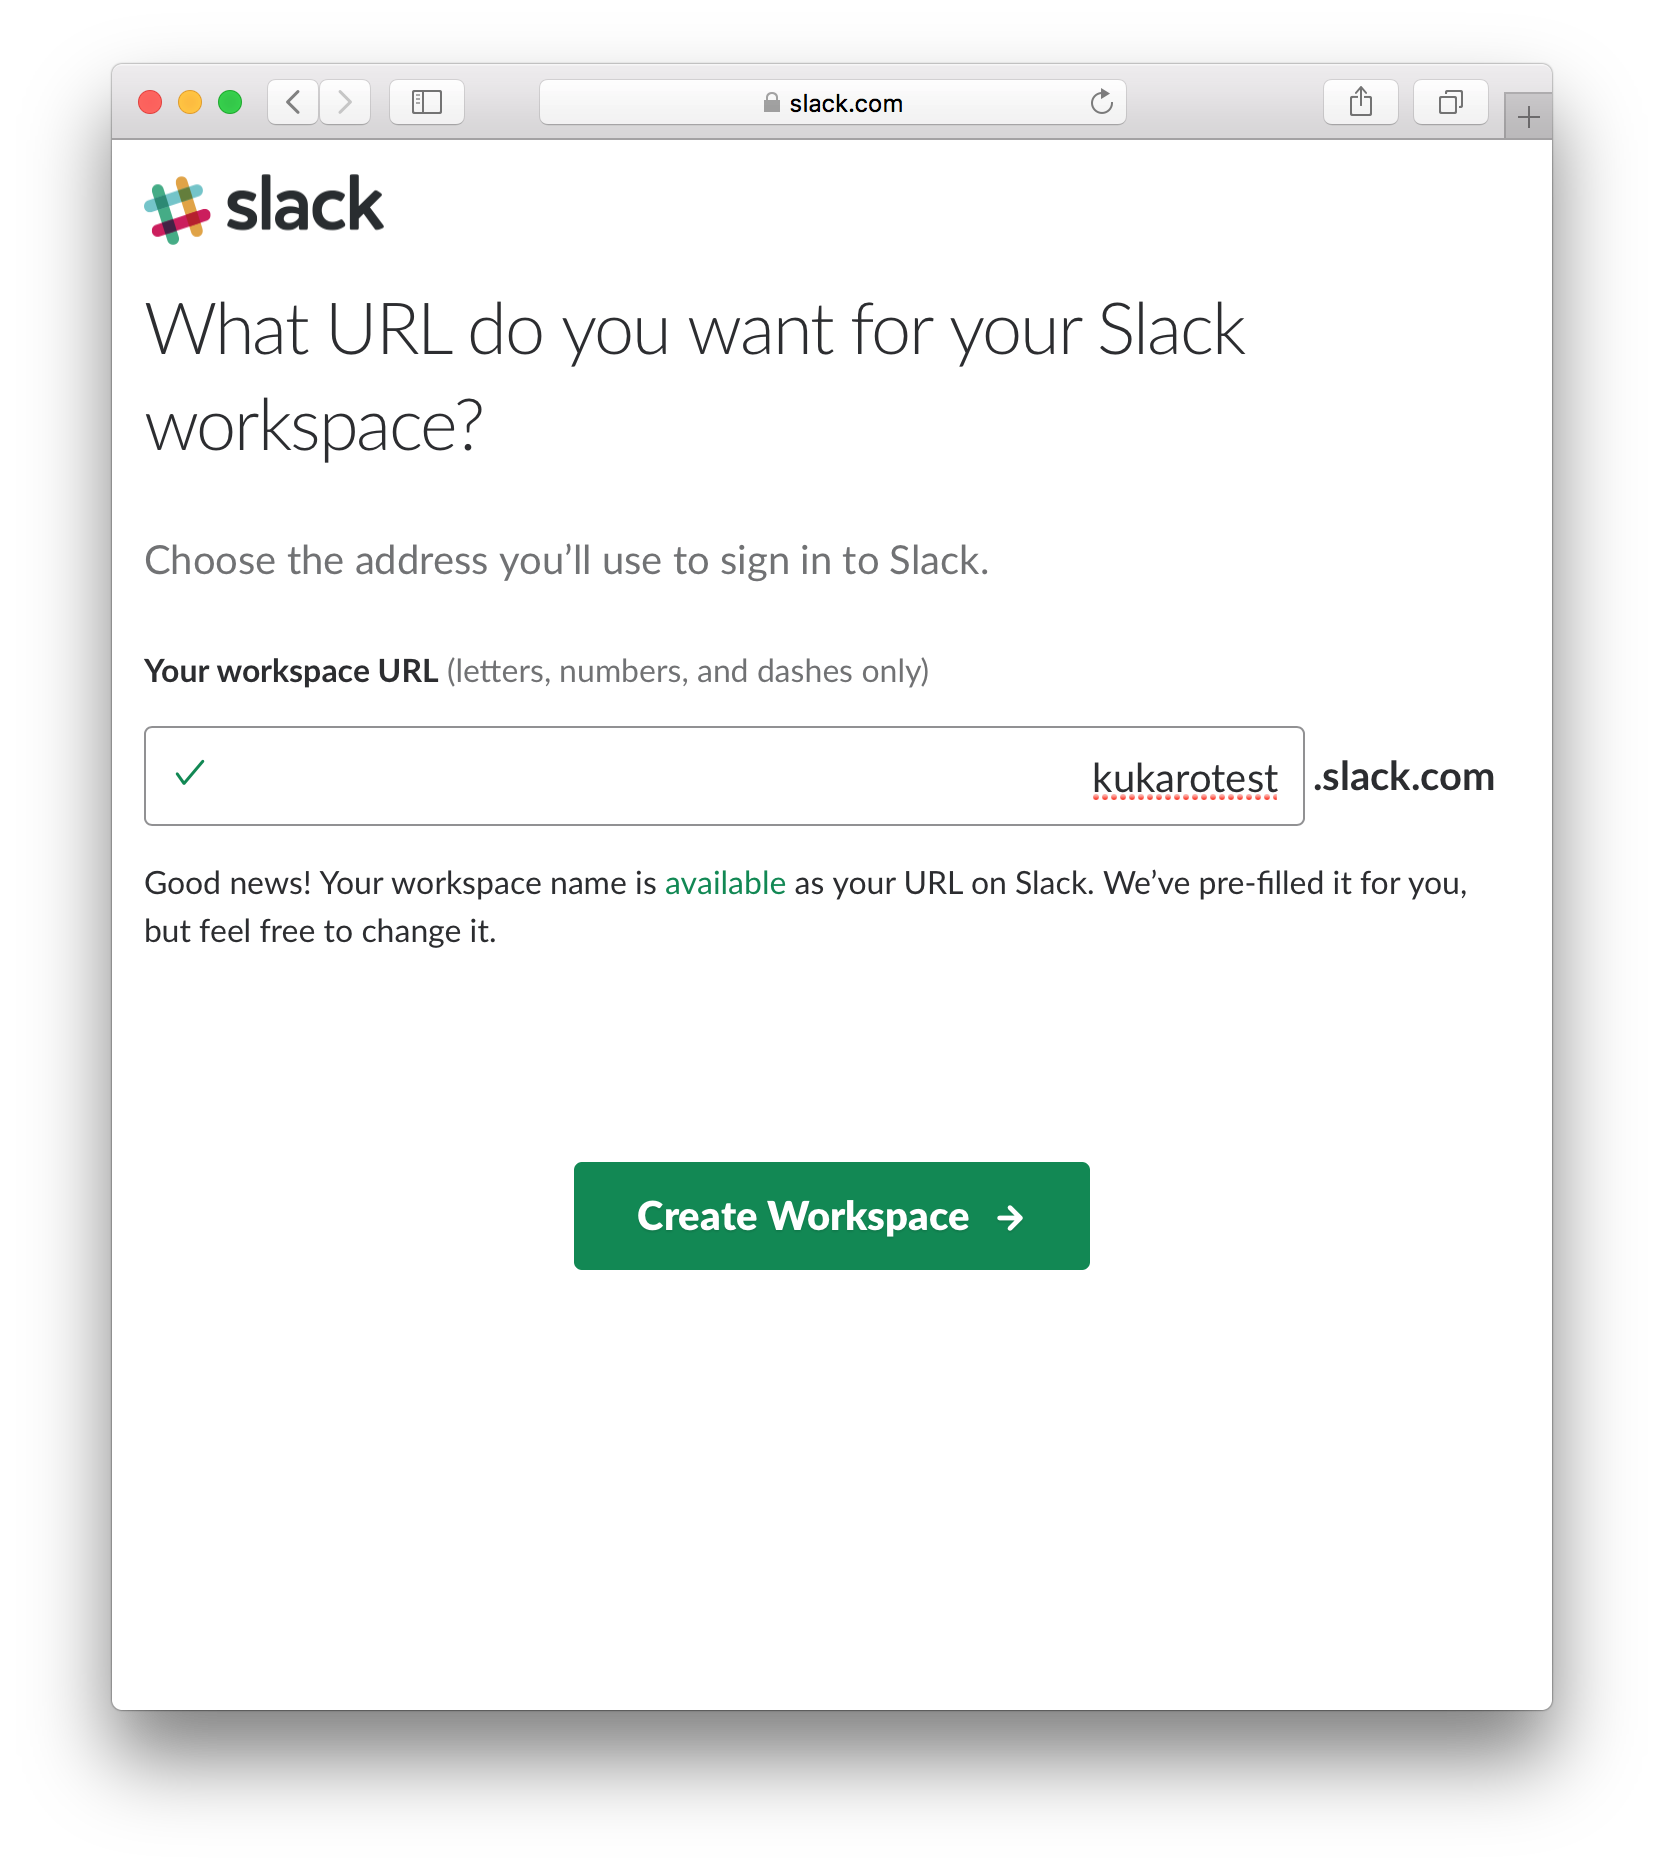 slack.com
slack
What URL do you want for your Slack
workspace?
Choose the address you’ll use to sign in to Slack.
Your workspace URL (letters, numbers, and dashes only)
kukarotest .slack.com
Good news! Your workspace name is available as your URL on Slack. We’ve pre-filled it for you,
but feel free to change it.
Create Workspace →